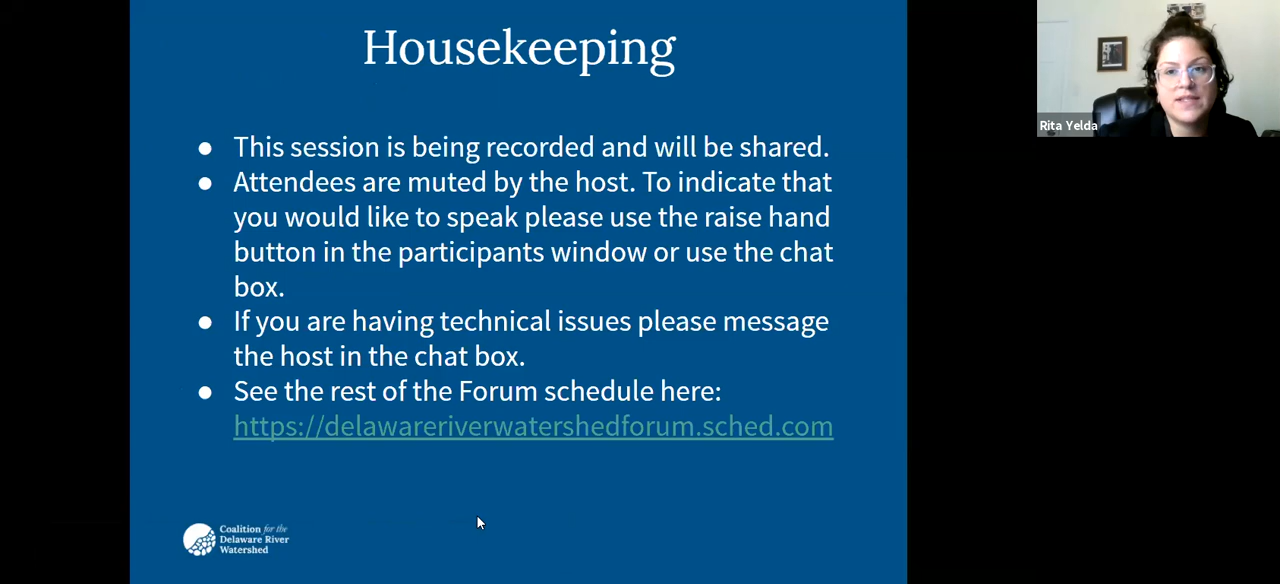 Housekeeping
● This session is being recorded and will be shared.
● Attendees are muted by the host. To indicate that
you would like to speak please use the raise hand
button in the participants window or use the chat
box.
● If you are having technical issues please message
the host in the chat box.
● See the rest of the Forum schedule here:
https://delawareriverwatershedforum.sched.com
Coalition for the
Delaware River
Watershed
Rita Yelda